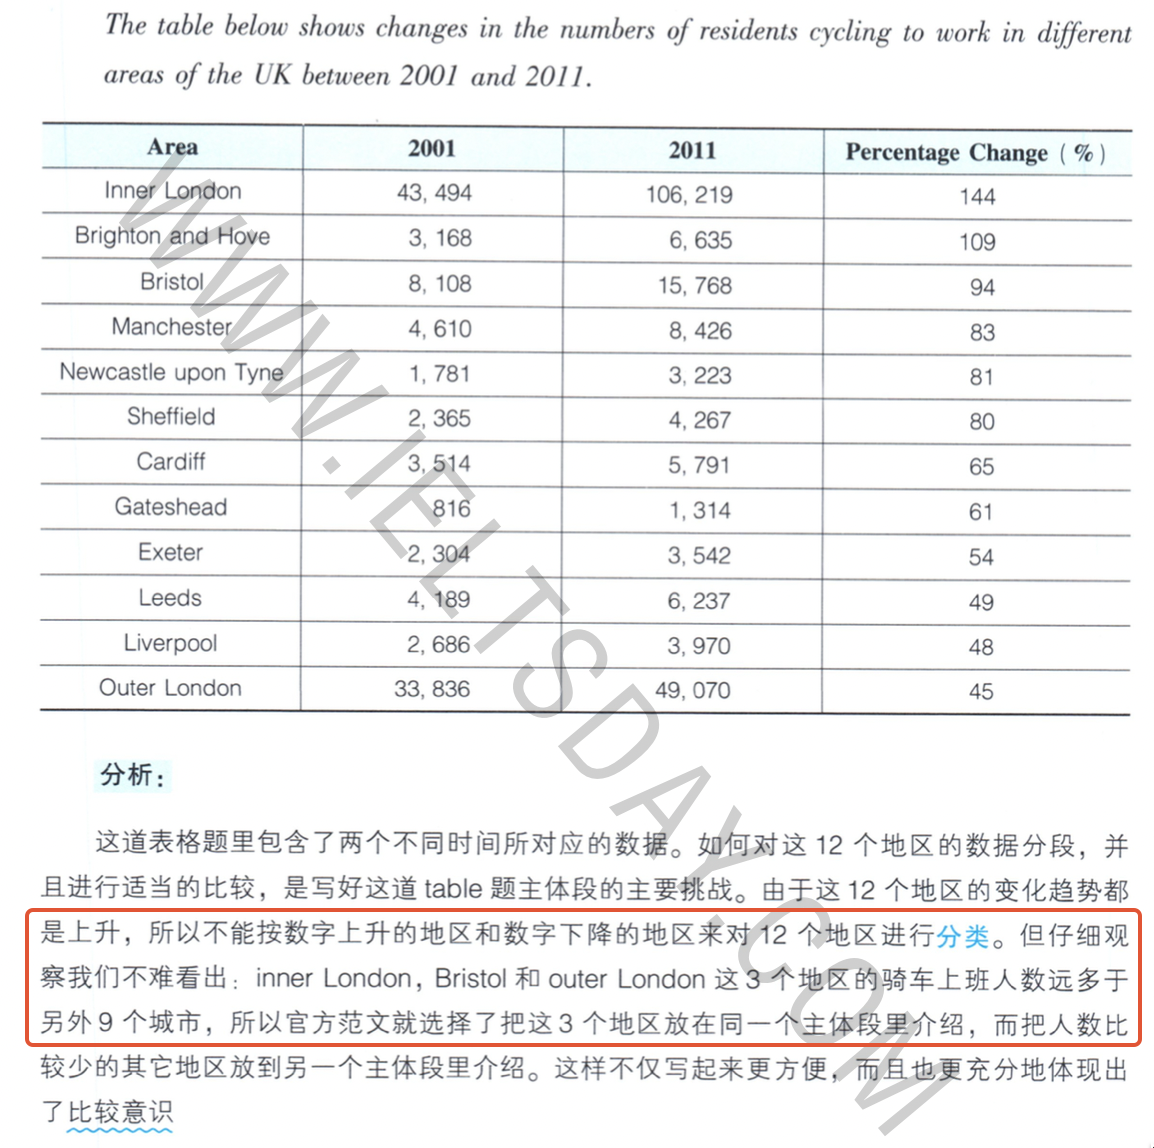 The table below shows changes in the numbers of residents cycling to work in different
areas of the UK between 2001 and 2011.
Area 2001 2011 Percentage Change ( % )
Inner London 43, 494 106, 219 144
Brighton and Hove 3, 168 6, 635 109
Bristol 8, 108 15, 768 94
Manchester 4, 610 8, 426 83
Newcastle upon Tyne 1, 781 3, 223 81
Sheffield 2, 365 4, 267 80
Cardiff 3, 514 5, 791 65
Gateshead 816 1, 314 61
Exeter 2, 304 3, 542 54
Leeds 4, 189 6, 237 49
Liverpool 2, 686 3, 970 48
Outer London 33, 836 49, 070 45
分析：
这道表格题里包含了两个不同时间所对应的数据。如何对这 12 个地区的数据分段，并
且进行适当的比较，是写好这道 table 题主体段的主要挑战。由于这 12 个地区的变化趋势都
是上升，所以不能按数字上升的地区和数字下降的地区来对 12 个地区进行分类。但仔细观
察我们不难看出：inner London，Bristol 和 outer London 这 3 个地区的骑车上班人数远多于
另外 9 个城市，所以官方范文就选择了把这 3 个地区放在同一个主体段里介绍，而把人数比
较少的其它地区放到另一个主体段里介绍。这样不仅写起来更方便，而且也更充分地体现出
了比较意识
WWW.IELTSDAY.COM